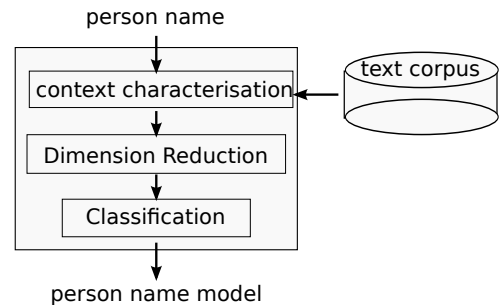 person name
text corpus
context characterisation
Dimension Reduction
Classification
person name model